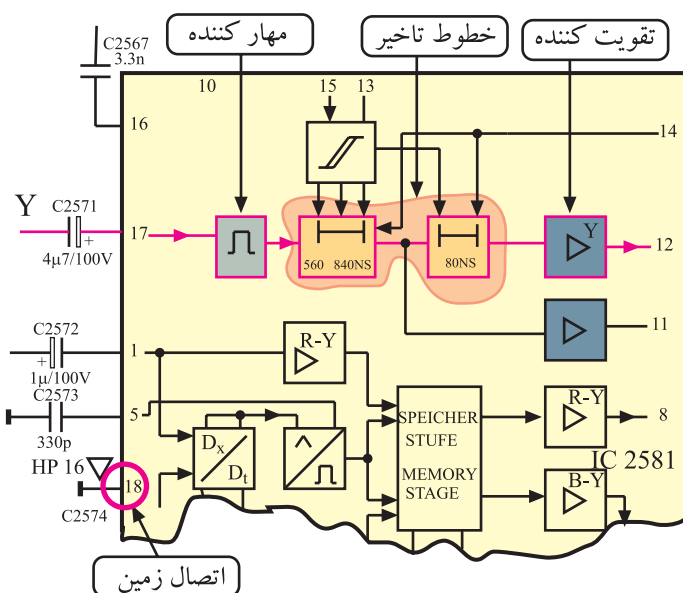 مهار کننده
خطوط تاخیر
تقویت کننده
C2567
3.3n
10
15
13
16
14
Y
C2571
+
4µ7/100V
17
560 840NS
80NS
Y
12
11
C2572
+
1µ/100V
1
R-Y
C2573
330p
5
Dx
Dt
SPEICHER
STUFE
MEMORY
STAGE
R-Y
8
IC 2581
B-Y
HP 16
18
C2574
اتصال زمین